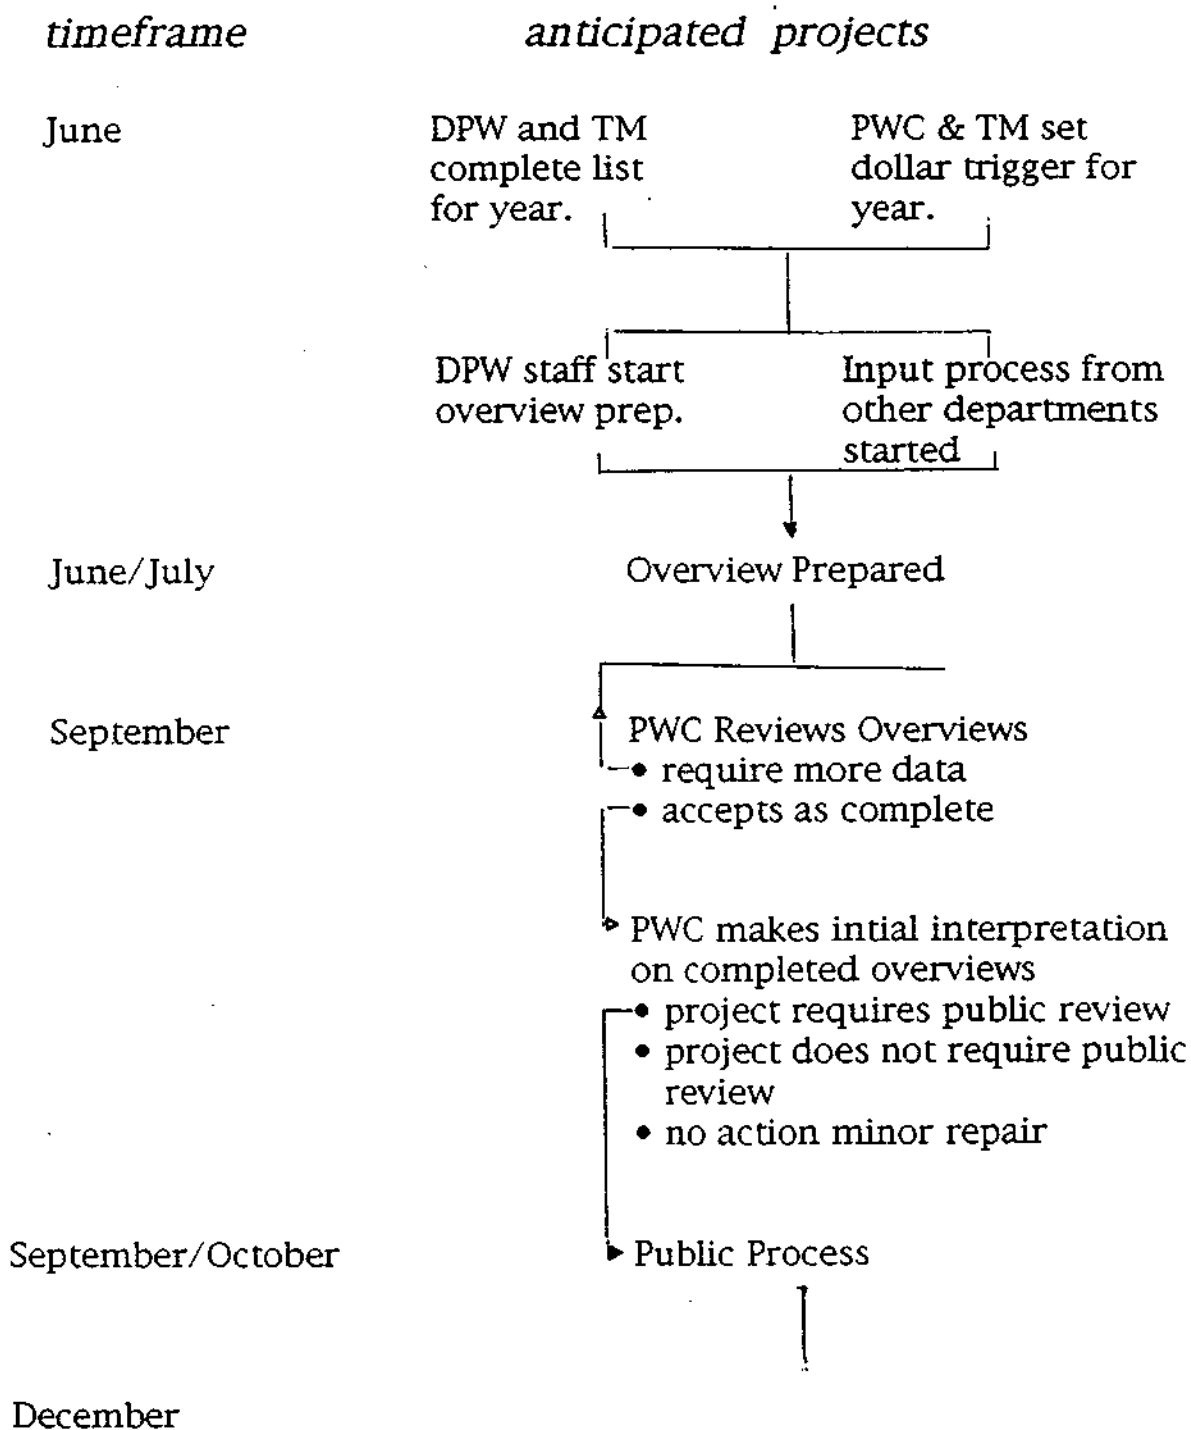 timeframe anticipated projects
June
DPW and TM
complete list
for year.
PWC & TM set
dollar trigger for
year.
DPW staff start
overview prep.
Input process from
other departments
started
June/July
Overview Prepared
September
PWC Reviews Overviews
• require more data
• accepts as complete
PWC makes intial interpretation
on completed overviews
• project requires public review
• project does not require public
review
• no action minor repair
September/October
Public Process
December